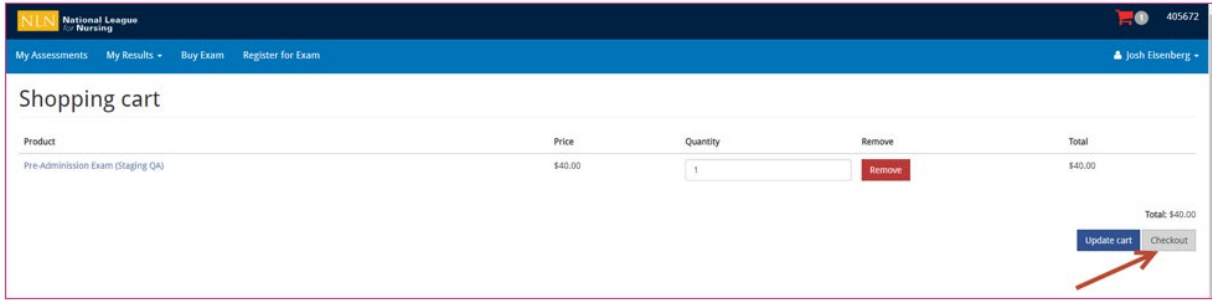 NLN National League
for Nursing
1 405672
My Assessments My Results Buy Exam Register for Exam Josh Eisenberg
Shopping cart
Product Price Quantity Remove Total
Pre-Adminission Exam (Staging QA) $40.00 1 Remove $40.00
Total: $40.00
Update cart Checkout